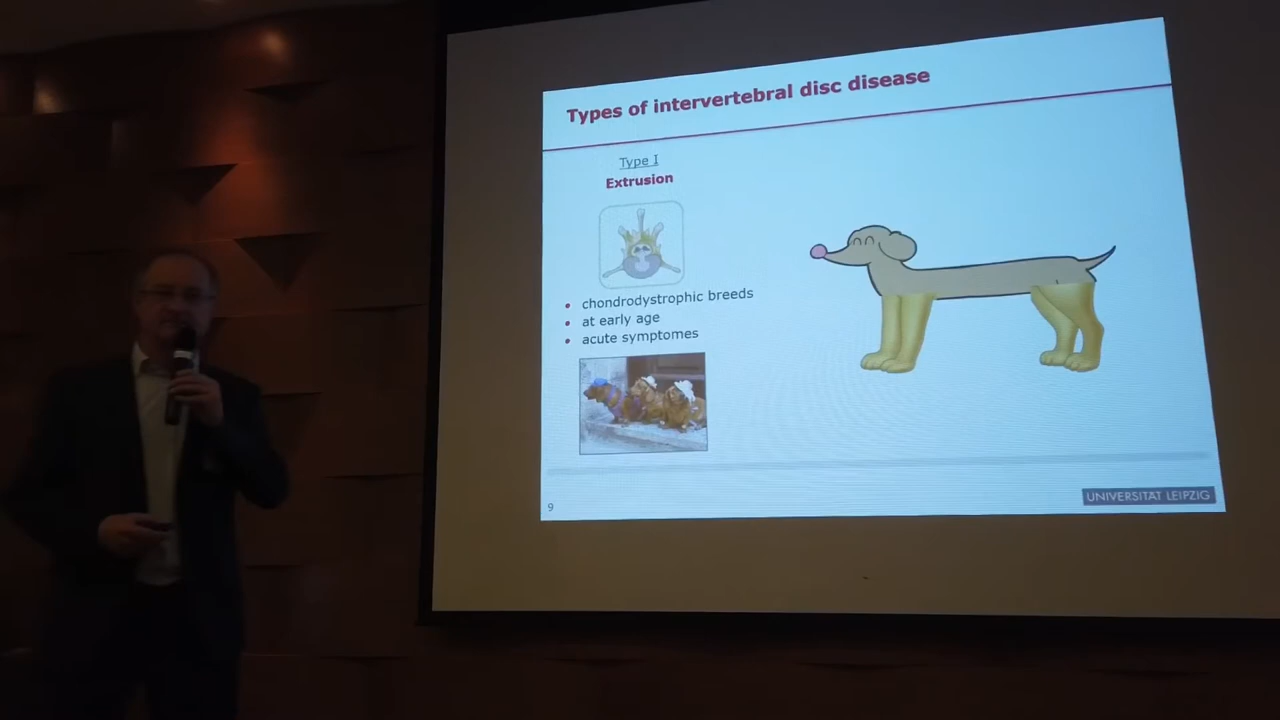 Types of intervertebral disc disease
Type I
Extrusion
chondrodystrophic breeds
at early age
acute symptomes
9
UNIVERSITÄT LEIPZIG